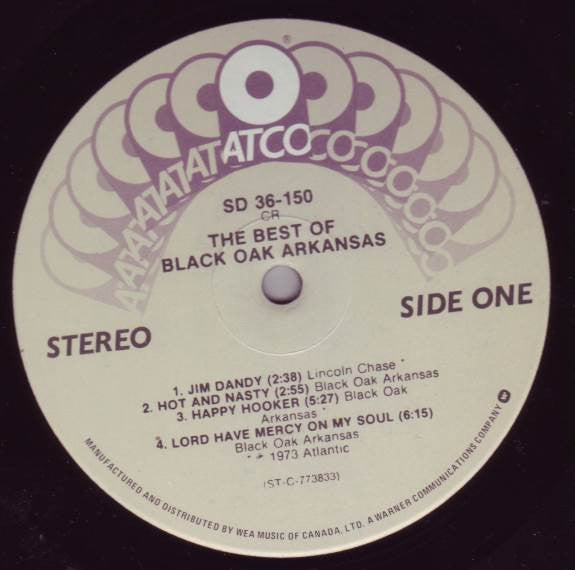 ATCO
SD 36-150
CR
THE BEST OF
BLACK OAK ARKANSAS
STEREO
SIDE ONE
1. JIM DANDY (2:38) Lincoln Chase
2. HOT AND NASTY (2:55) Black Oak Arkansas
3. HAPPY HOOKER (5:27) Black Oak
Arkansas
4. LORD HAVE MERCY ON MY SOUL (6:15)
Black Oak Arkansas
1973 Atlantic
(ST-C-773833)
MANUFACTURED AND DISTRIBUTED BY WEA MUSIC OF CANADA, LTD. A WARNER COMMUNICATIONS COMPANY